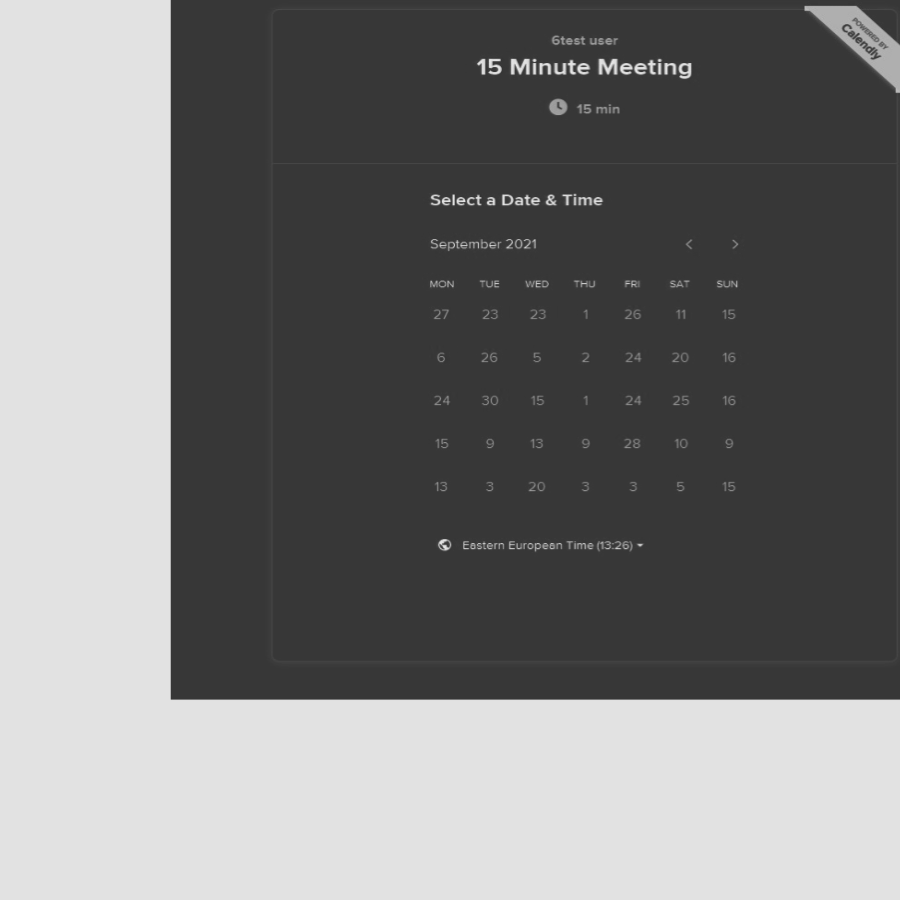 POWERED BY
Calendly
6test user
15 Minute Meeting
15 min
Select a Date & Time
September 2021
MON TUE WED THU FRI SAT SUN
27 23 23 1 26 11 15
6 26 5 2 24 20 16
24 30 15 1 24 25 16
15 9 13 9 28 10 9
13 3 20 3 3 5 15
Eastern European Time (13:26)